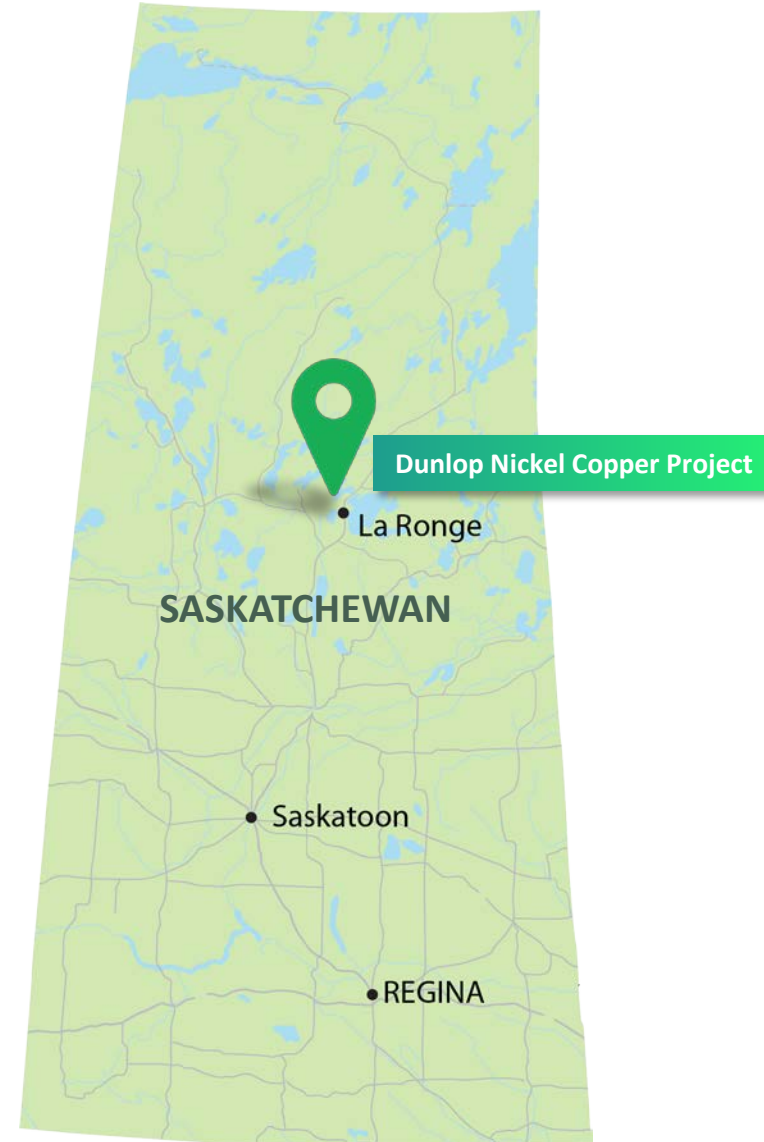 Dunlop Nickel Copper Project
La Ronge
SASKATCHEWAN
Saskatoon
REGINA